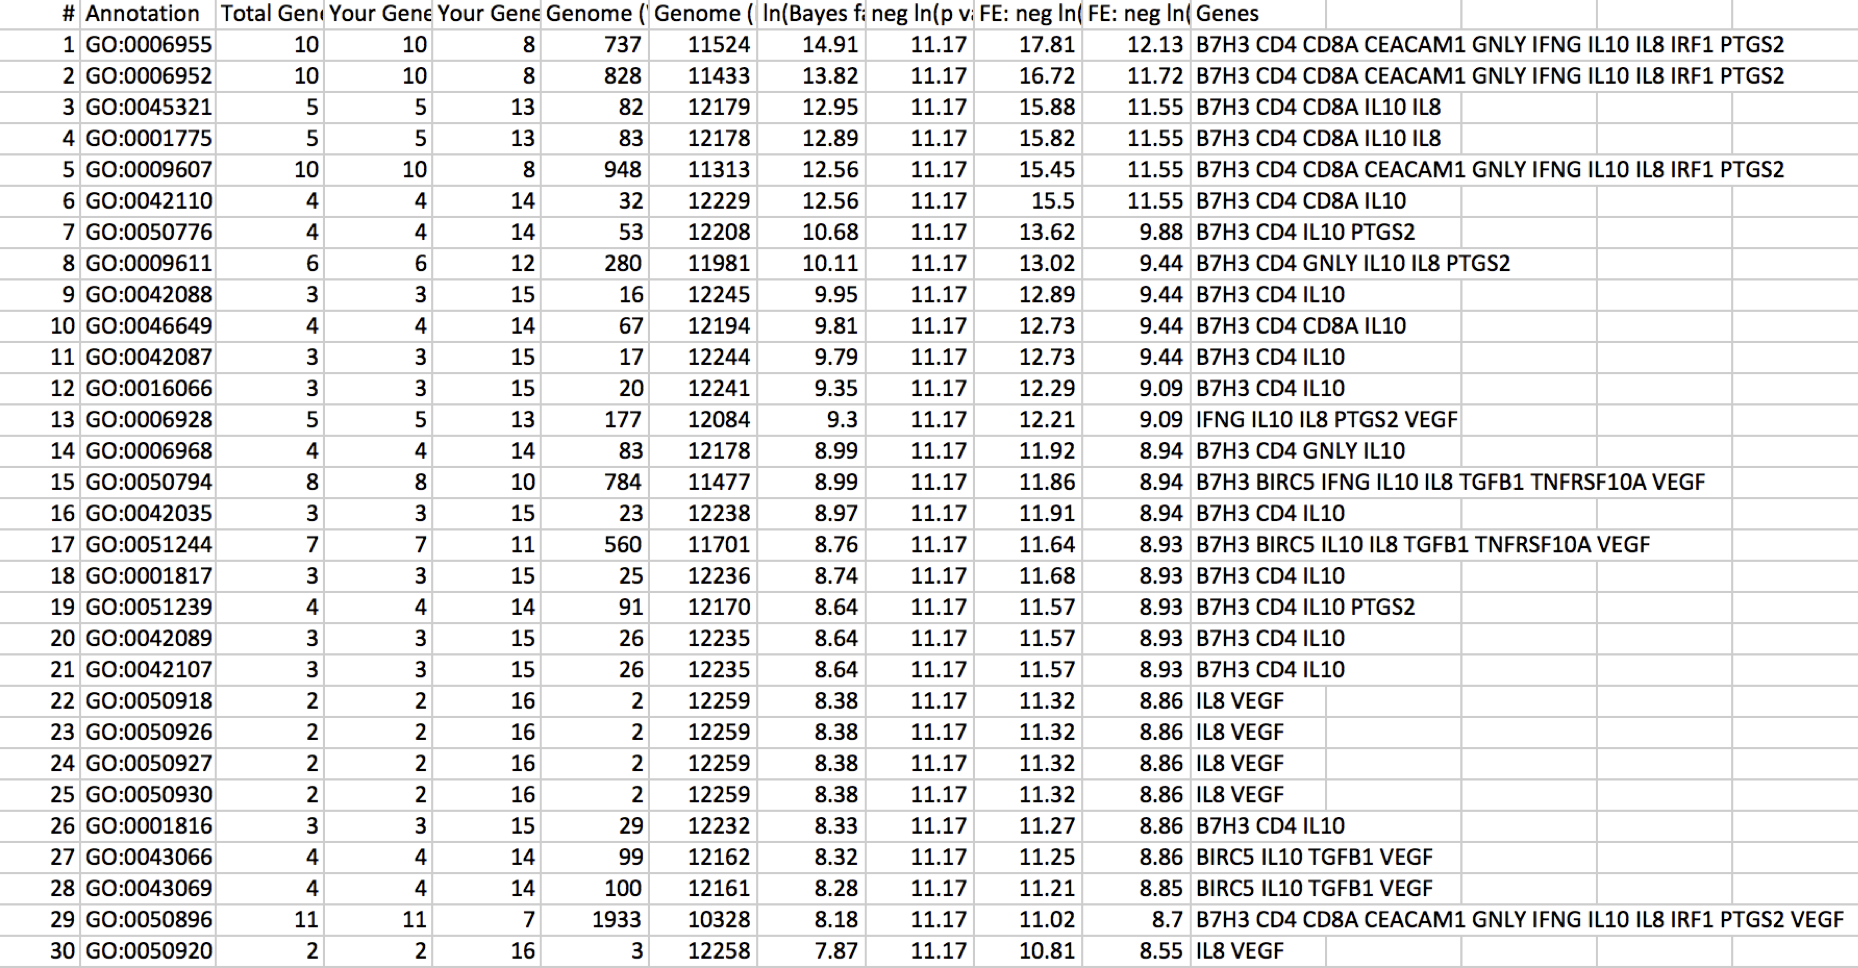 # Annotation Total Gen Your Gene Your Gene Genome ( Genome ( ln(Bayes fa neg ln(p va FE: neg ln( FE: neg ln( Genes
1 GO:0006955 10 10 8 737 11524 14.91 11.17 17.81 12.13 B7H3 CD4 CD8A CEACAM1 GNLY IFNG IL10 IL8 IRF1 PTGS2
2 GO:0006952 10 10 8 828 11433 13.82 11.17 16.72 11.72 B7H3 CD4 CD8A CEACAM1 GNLY IFNG IL10 IL8 IRF1 PTGS2
3 GO:0045321 5 5 13 82 12179 12.95 11.17 15.88 11.55 B7H3 CD4 CD8A IL10 IL8
4 GO:0001775 5 5 13 83 12178 12.89 11.17 15.82 11.55 B7H3 CD4 CD8A IL10 IL8
5 GO:0009607 10 10 8 948 11313 12.56 11.17 15.45 11.55 B7H3 CD4 CD8A CEACAM1 GNLY IFNG IL10 IL8 IRF1 PTGS2
6 GO:0042110 4 4 14 32 12229 12.56 11.17 15.5 11.55 B7H3 CD4 CD8A IL10
7 GO:0050776 4 4 14 53 12208 10.68 11.17 13.62 9.88 B7H3 CD4 IL10 PTGS2
8 GO:0009611 6 6 12 280 11981 10.11 11.17 13.02 9.44 B7H3 CD4 GNLY IL10 IL8 PTGS2
9 GO:0042088 3 3 15 16 12245 9.95 11.17 12.89 9.44 B7H3 CD4 IL10
10 GO:0046649 4 4 14 67 12194 9.81 11.17 12.73 9.44 B7H3 CD4 CD8A IL10
11 GO:0042087 3 3 15 17 12244 9.79 11.17 12.73 9.44 B7H3 CD4 IL10
12 GO:0016066 3 3 15 20 12241 9.35 11.17 12.29 9.09 B7H3 CD4 IL10
13 GO:0006928 5 5 13 177 12084 9.3 11.17 12.21 9.09 IFNG IL10 IL8 PTGS2 VEGF
14 GO:0006968 4 4 14 83 12178 8.99 11.17 11.92 8.94 B7H3 CD4 GNLY IL10
15 GO:0050794 8 8 10 784 11477 8.99 11.17 11.86 8.94 B7H3 BIRC5 IFNG IL10 IL8 TGFB1 TNFRSF10A VEGF
16 GO:0042035 3 3 15 23 12238 8.97 11.17 11.91 8.94 B7H3 CD4 IL10
17 GO:0051244 7 7 11 560 11701 8.76 11.17 11.64 8.93 B7H3 BIRC5 IL10 IL8 TGFB1 TNFRSF10A VEGF
18 GO:0001817 3 3 15 25 12236 8.74 11.17 11.68 8.93 B7H3 CD4 IL10
19 GO:0051239 4 4 14 91 12170 8.64 11.17 11.57 8.93 B7H3 CD4 IL10 PTGS2
20 GO:0042089 3 3 15 26 12235 8.64 11.17 11.57 8.93 B7H3 CD4 IL10
21 GO:0042107 3 3 15 26 12235 8.64 11.17 11.57 8.93 B7H3 CD4 IL10
22 GO:0050918 2 2 16 2 12259 8.38 11.17 11.32 8.86 IL8 VEGF
23 GO:0050926 2 2 16 2 12259 8.38 11.17 11.32 8.86 IL8 VEGF
24 GO:0050927 2 2 16 2 12259 8.38 11.17 11.32 8.86 IL8 VEGF
25 GO:0050930 2 2 16 2 12259 8.38 11.17 11.32 8.86 IL8 VEGF
26 GO:0001816 3 3 15 29 12232 8.33 11.17 11.27 8.86 B7H3 CD4 IL10
27 GO:0043066 4 4 14 99 12162 8.32 11.17 11.25 8.86 BIRC5 IL10 TGFB1 VEGF
28 GO:0043069 4 4 14 100 12161 8.28 11.17 11.21 8.85 BIRC5 IL10 TGFB1 VEGF
29 GO:0050896 11 11 7 1933 10328 8.18 11.17 11.02 8.7 B7H3 CD4 CD8A CEACAM1 GNLY IFNG IL10 IL8 IRF1 PTGS2 VEGF
30 GO:0050920 2 2 16 3 12258 7.87 11.17 10.81 8.55 IL8 VEGF